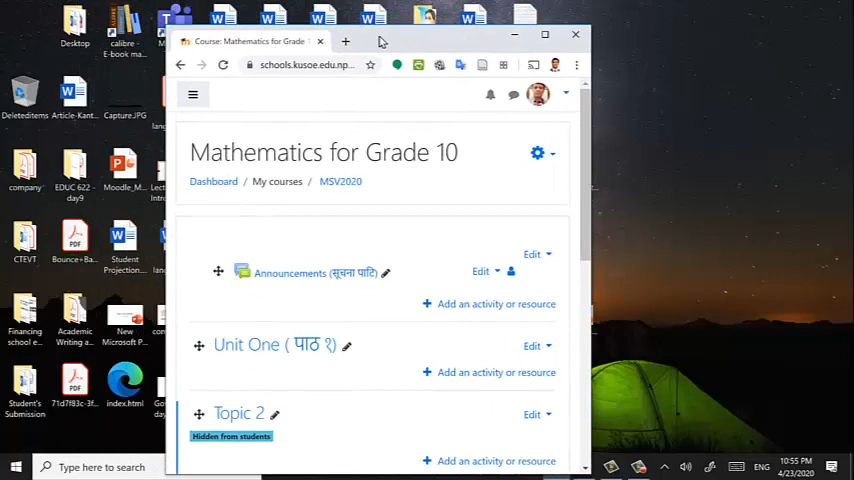 Desktop
calibre -
E-book ma
Deleteditems
Article-Kant..
Capture.JPG
company
EDUC 622 -
day9
Moodle_M..
CTEVT
Bounce+Ba..
Student
Projection..
Financing
school e...
Academic
Writing a...
New
Microsoft P...
Student's
Submission
71d7f83c-3f...
index.html
Course: Mathematics for Grade
schools.kusoe.edu.np...
Mathematics for Grade 10
Dashboard / My courses / MSV2020
Edit
Announcements (सूचना पाटि)
Edit
Add an activity or resource
Unit One ( पाठ १)
Edit
Add an activity or resource
Topic 2
Edit
Hidden from students
Add an activity or resource
Type here to search
ENG
10:55 PM
4/23/2020